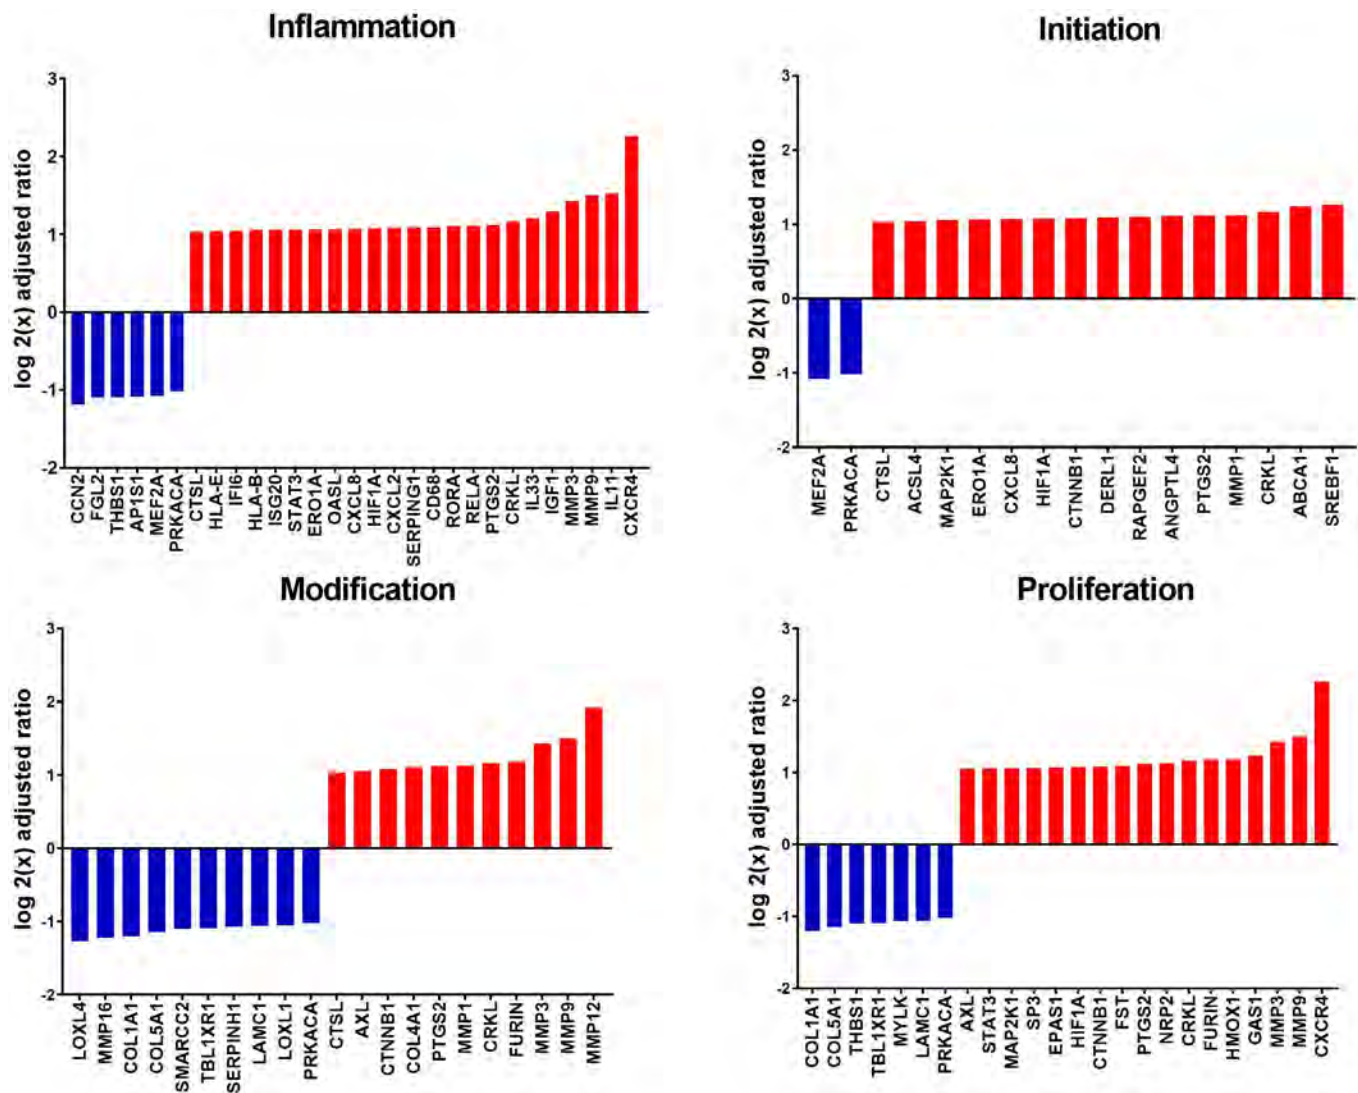 Inflammation
log 2(x) adjusted ratio
3
2
1
0
-1
-2
CCN2
FGL2
THBS1
AP1S1
MEF2A
PRKACA
CTSL
HLA-E
IFI6
HLA-B
ISG20
STAT3
ERO1A
OASL
CXCL8
HIF1A
CXCL2
SERPING1
CD68
RORA
RELA
PTGS2
CRKL
IL33
IGF1
MMP3
MMP9
IL11
CXCR4
Initiation
log 2(x) adjusted ratio
3
2
1
0
-1
-2
MEF2A
PRKACA
CTSL
ACSL4
MAP2K1
ERO1A
CXCL8
HIF1A
CTNNB1
DERL1
RAPGEF2
ANGPTL4
PTGS2
MMP1
CRKL
ABCA1
SREBF1
Modification
log 2(x) adjusted ratio
3
2
1
0
-1
-2
LOXL4
MMP16
COL1A1
COL5A1
SMARCC2
TBL1XR1
SERPINH1
LAMC1
LOXL1
PRKACA
CTSL
AXL
CTNNB1
COL4A1
PTGS2
MMP1
CRKL
FURIN
MMP3
MMP9
MMP12
Proliferation
log 2(x) adjusted ratio
3
2
1
0
-1
-2
COL1A1
COL5A1
THBS1
TBL1XR1
MYLK
LAMC1
PRKACA
AXL
STAT3
MAP2K1
SP3
EPAS1
HIF1A
CTNNB1
FST
PTGS2
NRP2
CRKL
FURIN
HMOX1
GAS1
MMP3
MMP9
CXCR4